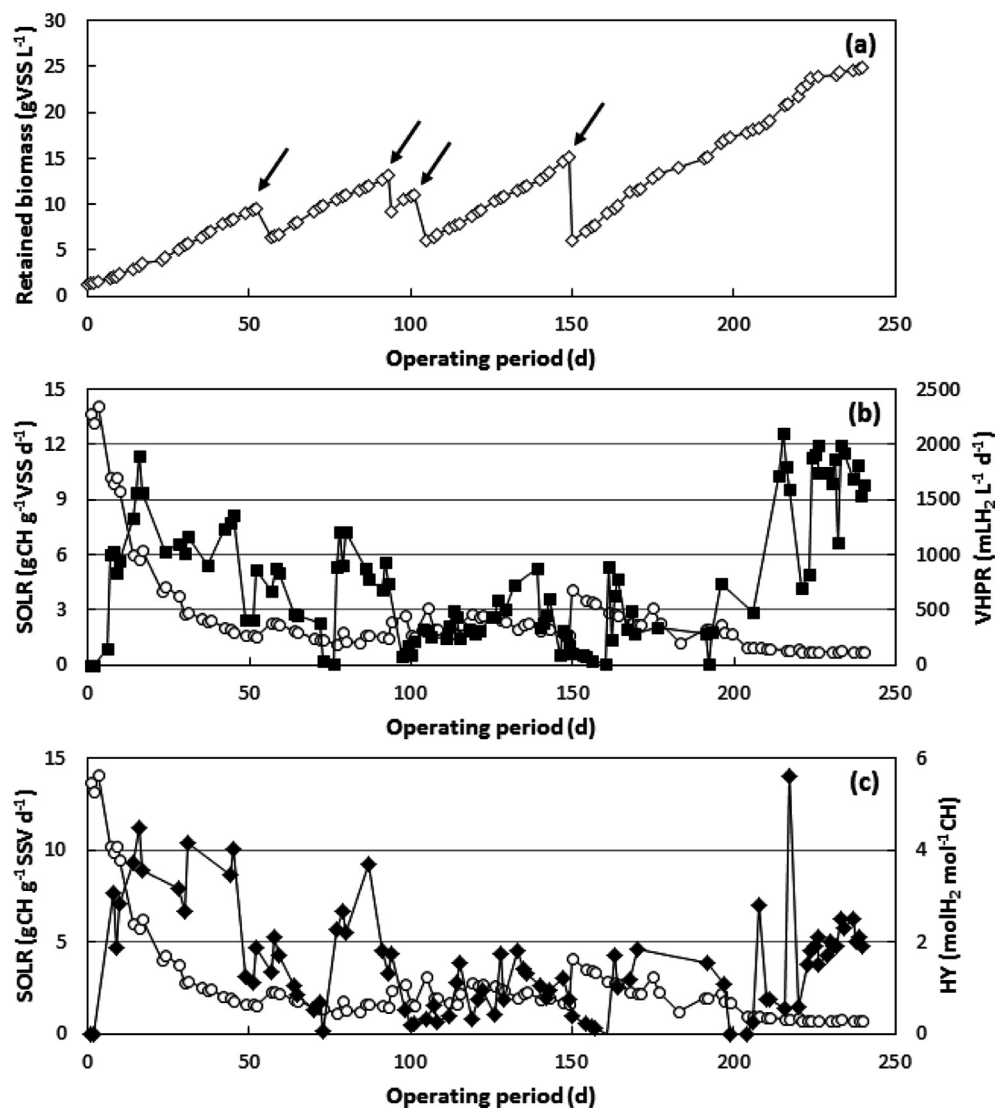 (a)
Retained biomass (gVSS L⁻¹)
30
25
20
15
10
5
0
0 50 100 150 200 250
Operating period (d)
(b)
SOLR (gCH g⁻¹VSS d⁻¹)
15
12
9
6
3
0
VHPR (mLH₂ L⁻¹ d⁻¹)
2500
2000
1500
1000
500
0
0 50 100 150 200 250
Operating period (d)
(c)
SOLR (gCH g⁻¹SSV d⁻¹)
15
10
5
0
HY (molH₂ mol⁻¹CH)
6
4
2
0
0 50 100 150 200 250
Operating period (d)